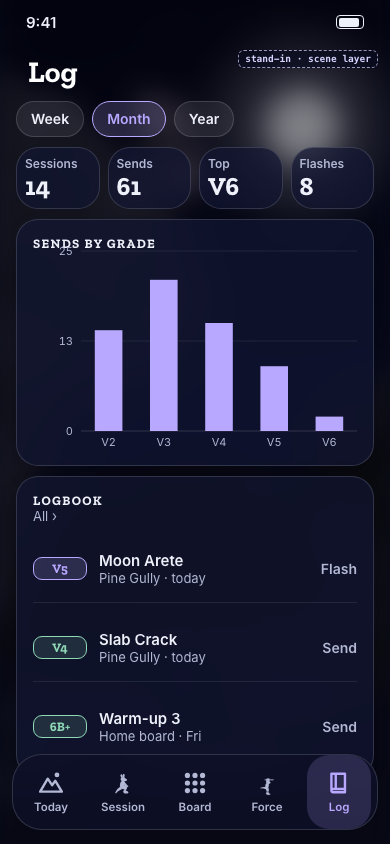 9:41
stand-in · scene layer
Log
Week Month Year
Sessions Sends Top Flashes
14 61 V6 8
SENDS BY GRADE
25
13
0
V2 V3 V4 V5 V6
LOGBOOK
All ›
V5 Moon Arete Flash
Pine Gully · today
V4 Slab Crack Send
Pine Gully · today
6B+ Warm-up 3 Send
Home board · Fri
Today Session Board Force Log